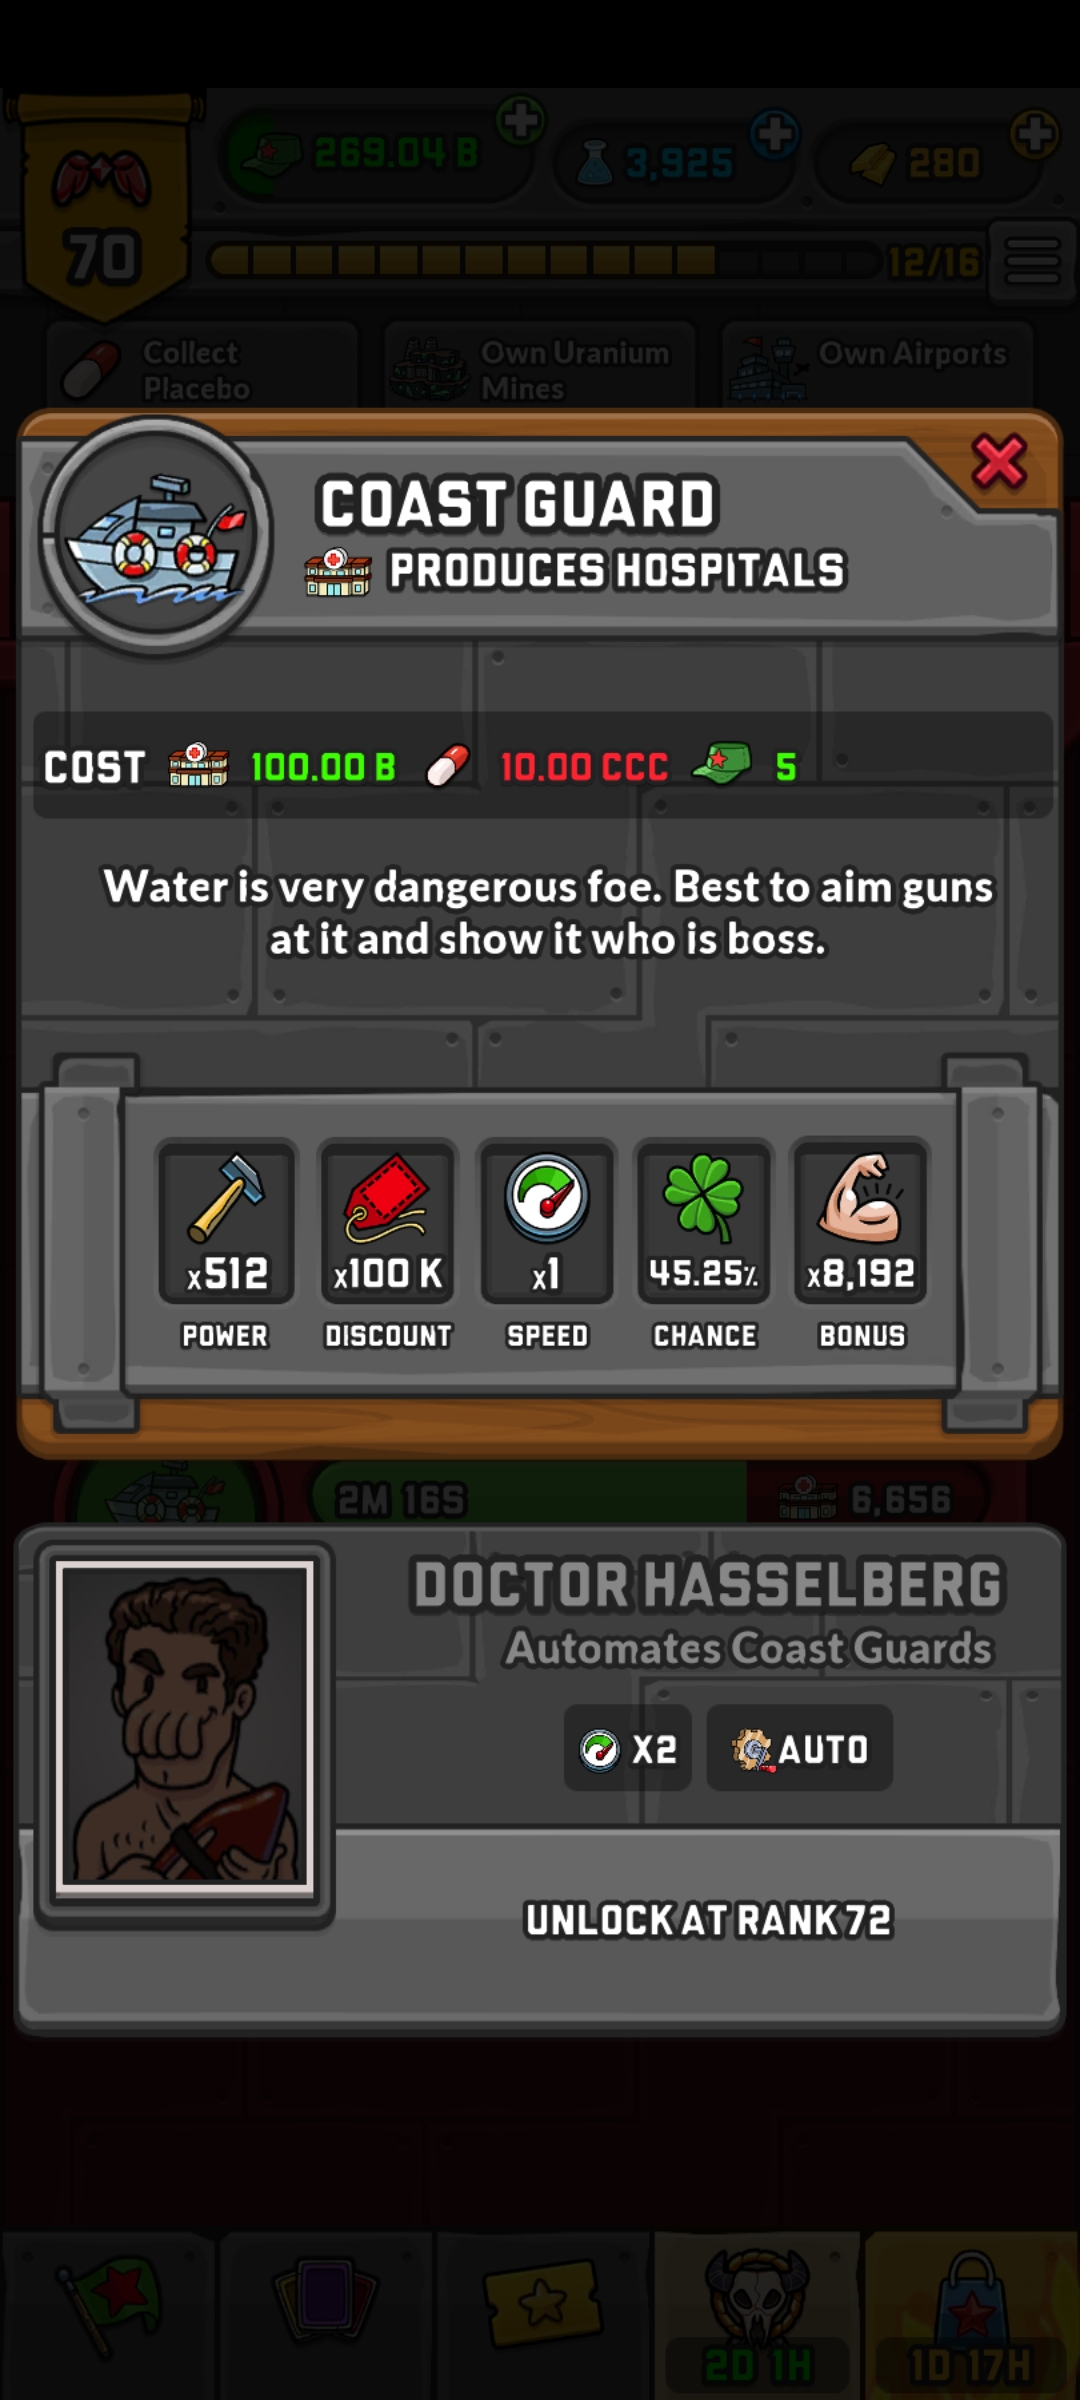 269.04 B
3,925
280
70
12/16
Collect
Placebo
Own Uranium
Mines
Own Airports
COAST GUARD
PRODUCES HOSPITALS
COST 100.00 B 10.00 CCC 5
Water is very dangerous foe. Best to aim guns
at it and show it who is boss.
x512
x100 K
x1
45.25%
x8,192
POWER
DISCOUNT
SPEED
CHANCE
BONUS
2M 16S
6,656
DOCTOR HASSELBERG
Automates Coast Guards
X2
AUTO
UNLOCK AT RANK 72
2D 1H
1D 17H